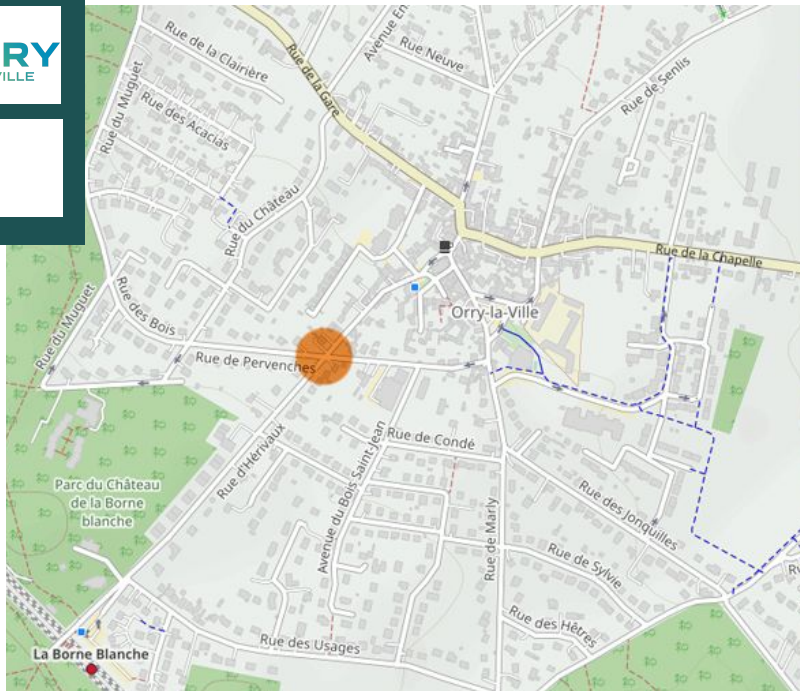 RY
VILLE
Rue de la Clairière
Rue de la Gare
Avenue En
Rue Neuve
Rue de Senlis
Rue du Muguet
Rue des Acacias
Rue du Château
Rue de la Chapelle
Rue du Muguet
Rue des Bois
Orry-la-Ville
Rue de Pervenches
Rue d'Hérivaux
Rue de Condé
Avenue du Bois Saint-Jean
Parc du Château
de la Borne
blanche
Rue de Marly
Rue des Jonquilles
Rue de Sylvie
Rue des Hêtres
Rue des Usages
La Borne Blanche